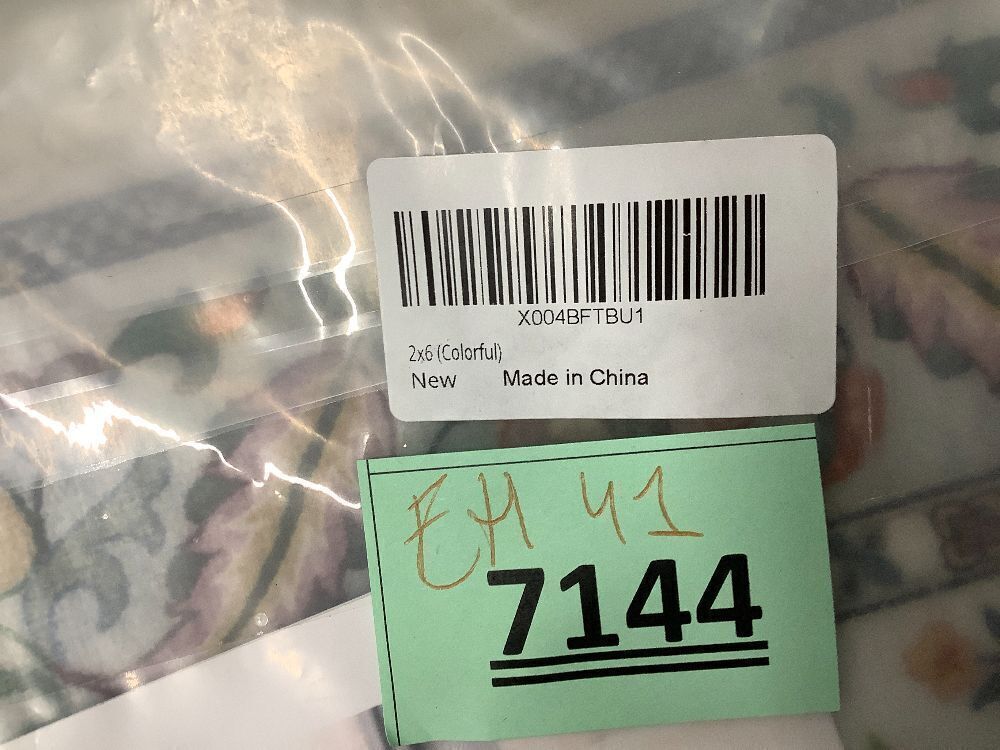 X004BFTBU1
2x6 (Colorful)
New Made in China
EH 41
7144